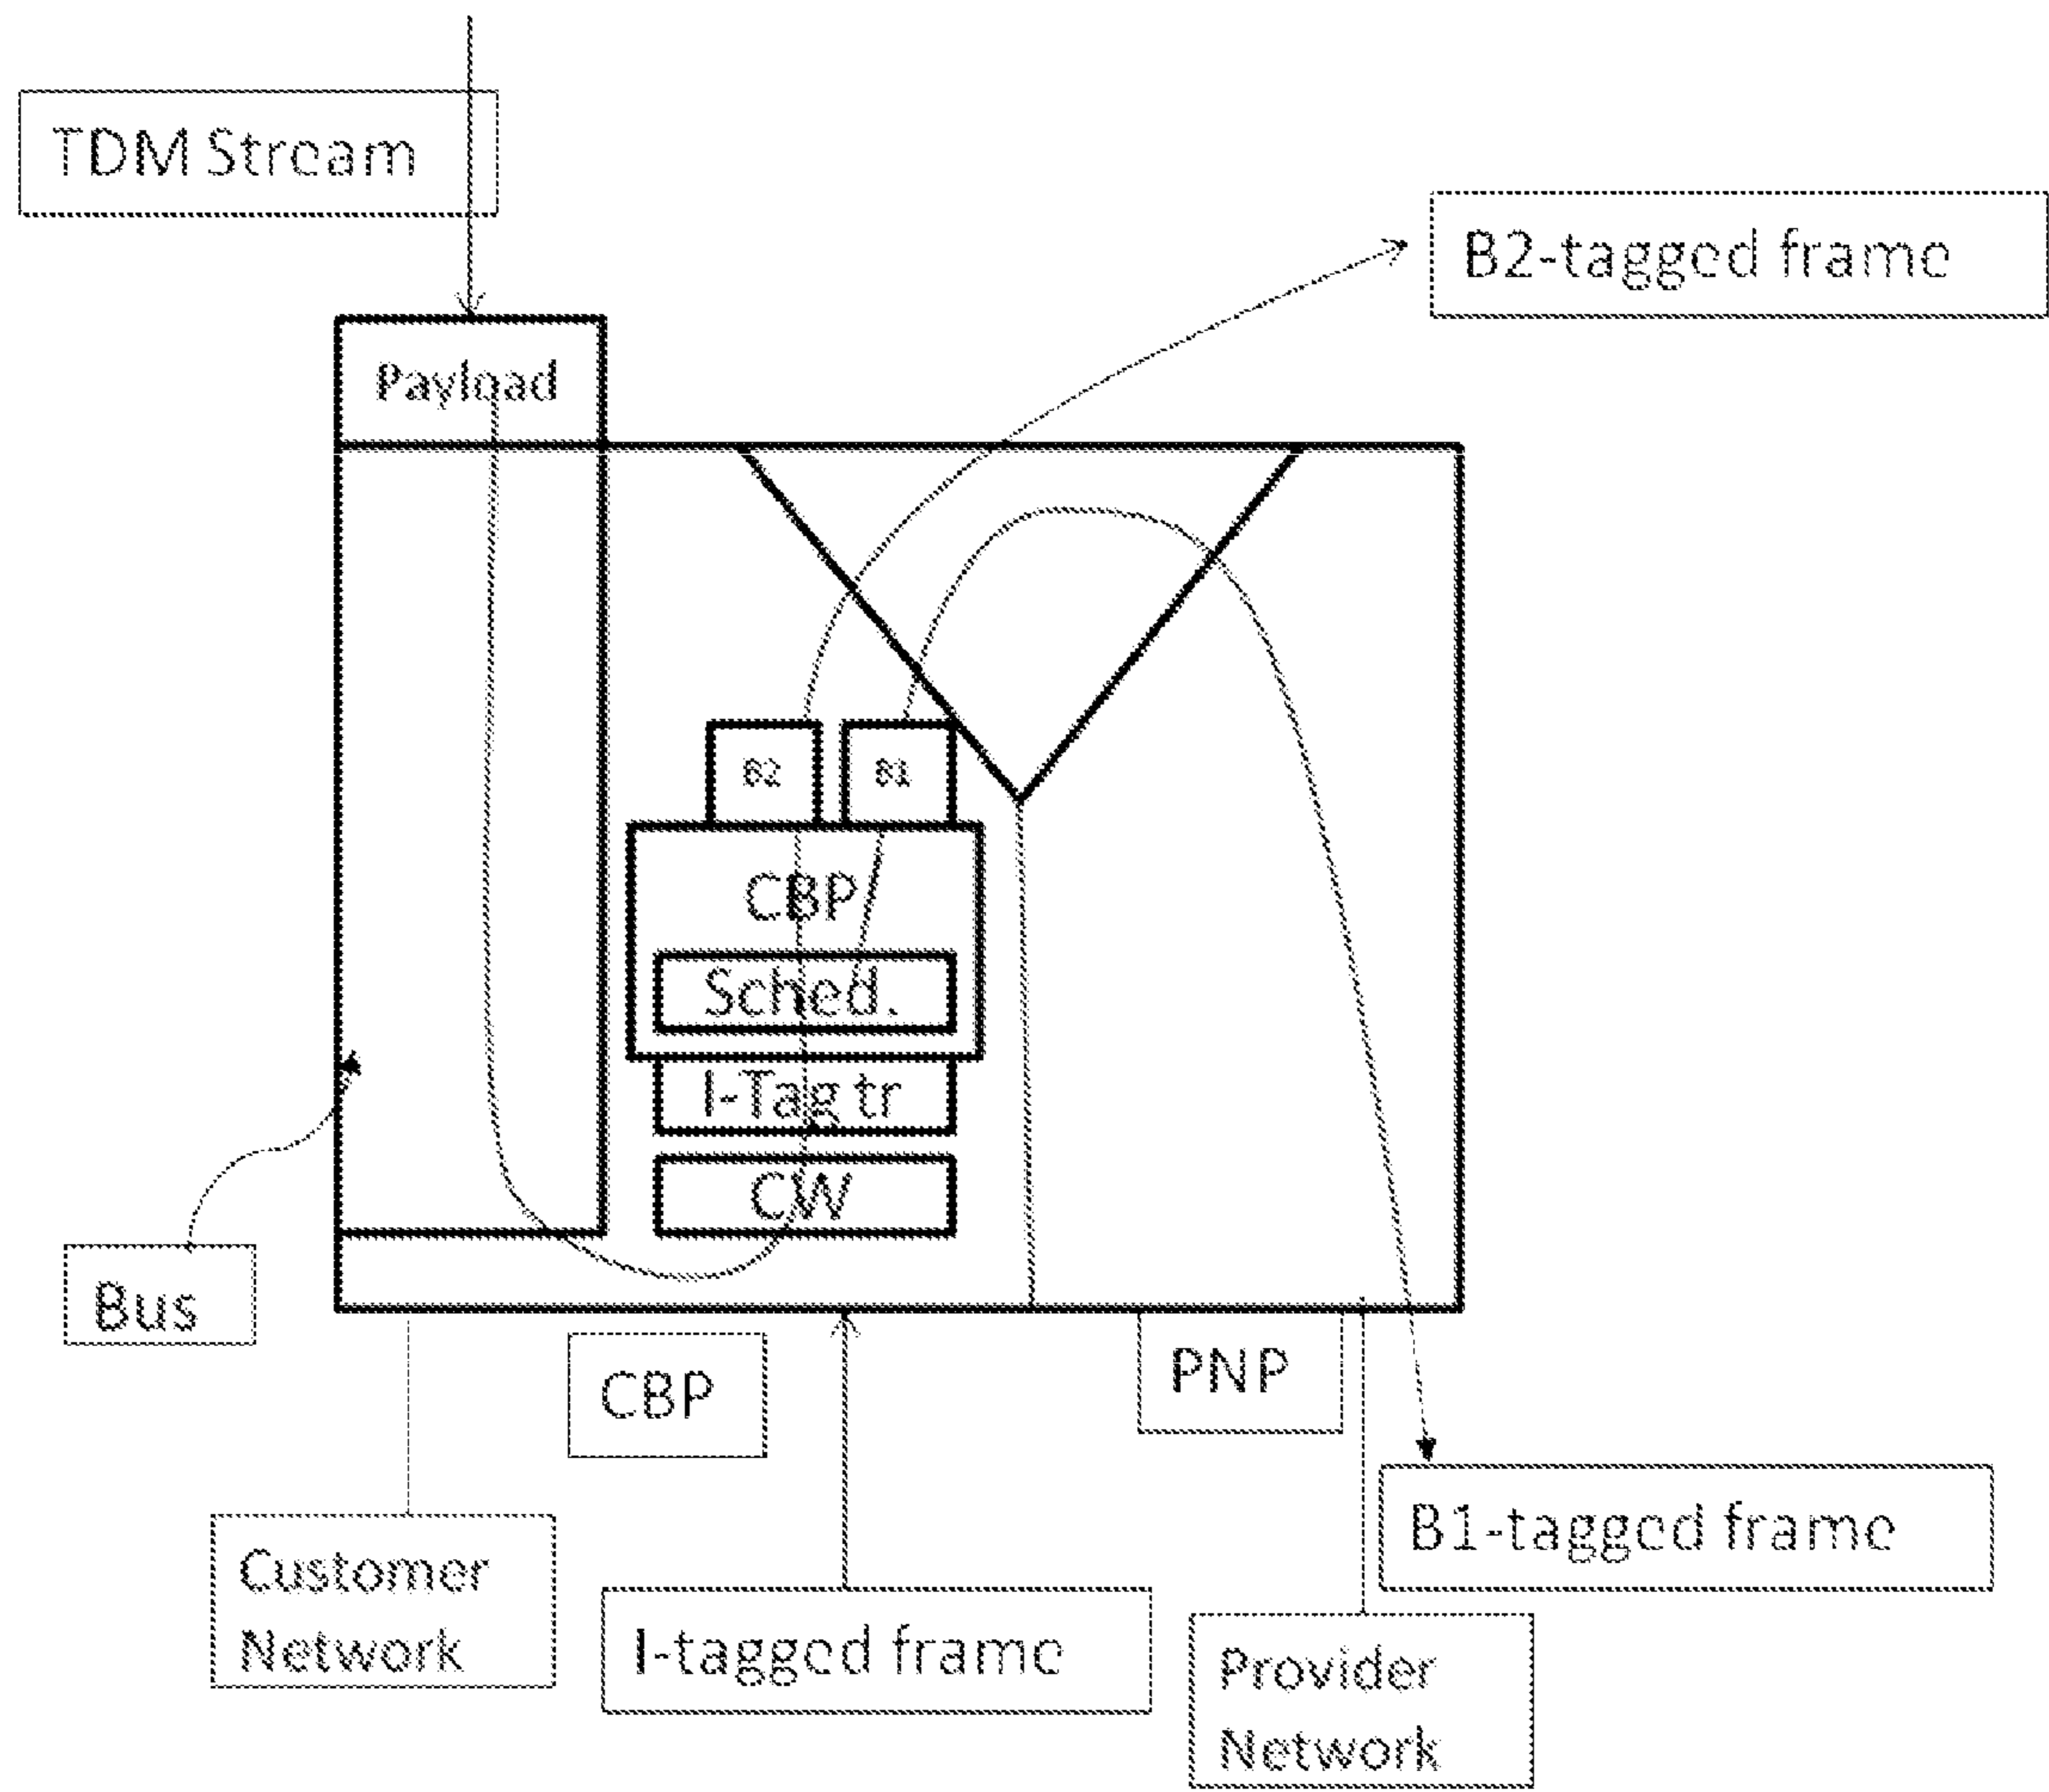 TDM Stream
B2-tagged frame
Payload
B2
B1
CBP
Sched.
I-Tag tr
CW
Bus
CBP
PNP
B1-tagged frame
Customer
Network
I-tagged frame
Provider
Network